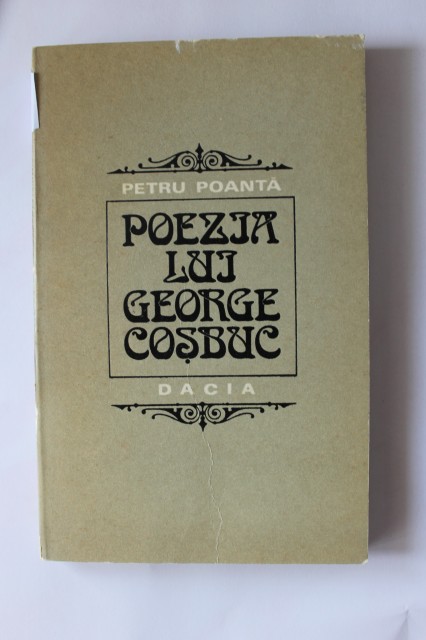 PETRU POANTĂ
POEZIA
LUI
GEORGE
COȘBUC
DACIA